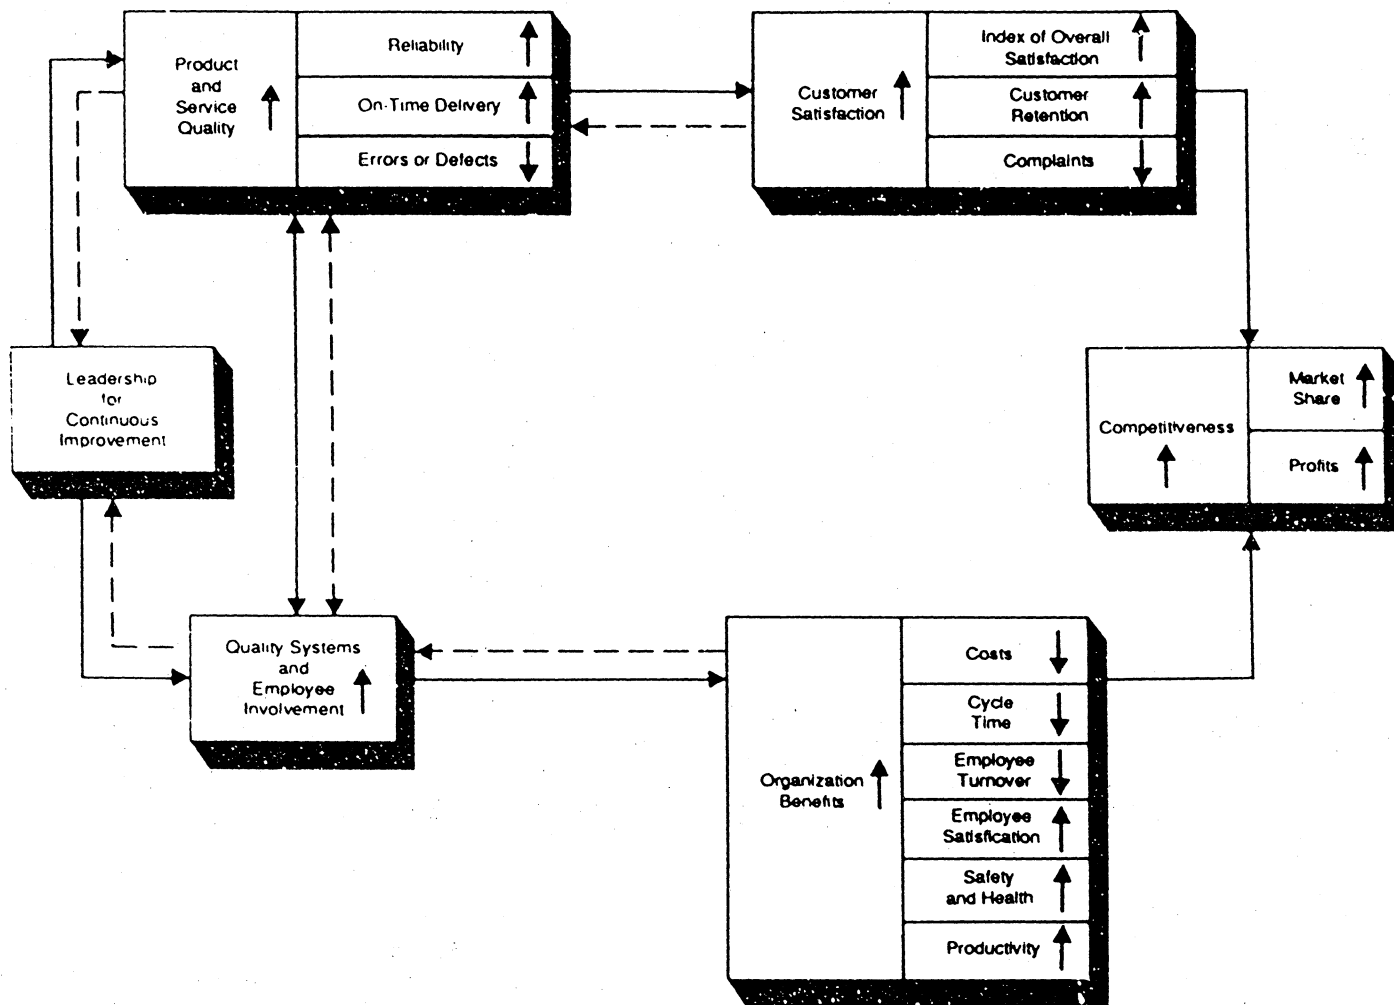 Product
and
Service
Quality
Reliability
On-Time Delivery
Errors or Defects
Customer
Satisfaction
Index of Overall
Satisfaction
Customer
Retention
Complaints
Leadership
for
Continuous
Improvement
Competitiveness
Market
Share
Profits
Quality Systems
and
Employee
Involvement
Organization
Benefits
Costs
Cycle
Time
Employee
Turnover
Employee
Satisfication
Safety
and Health
Productivity